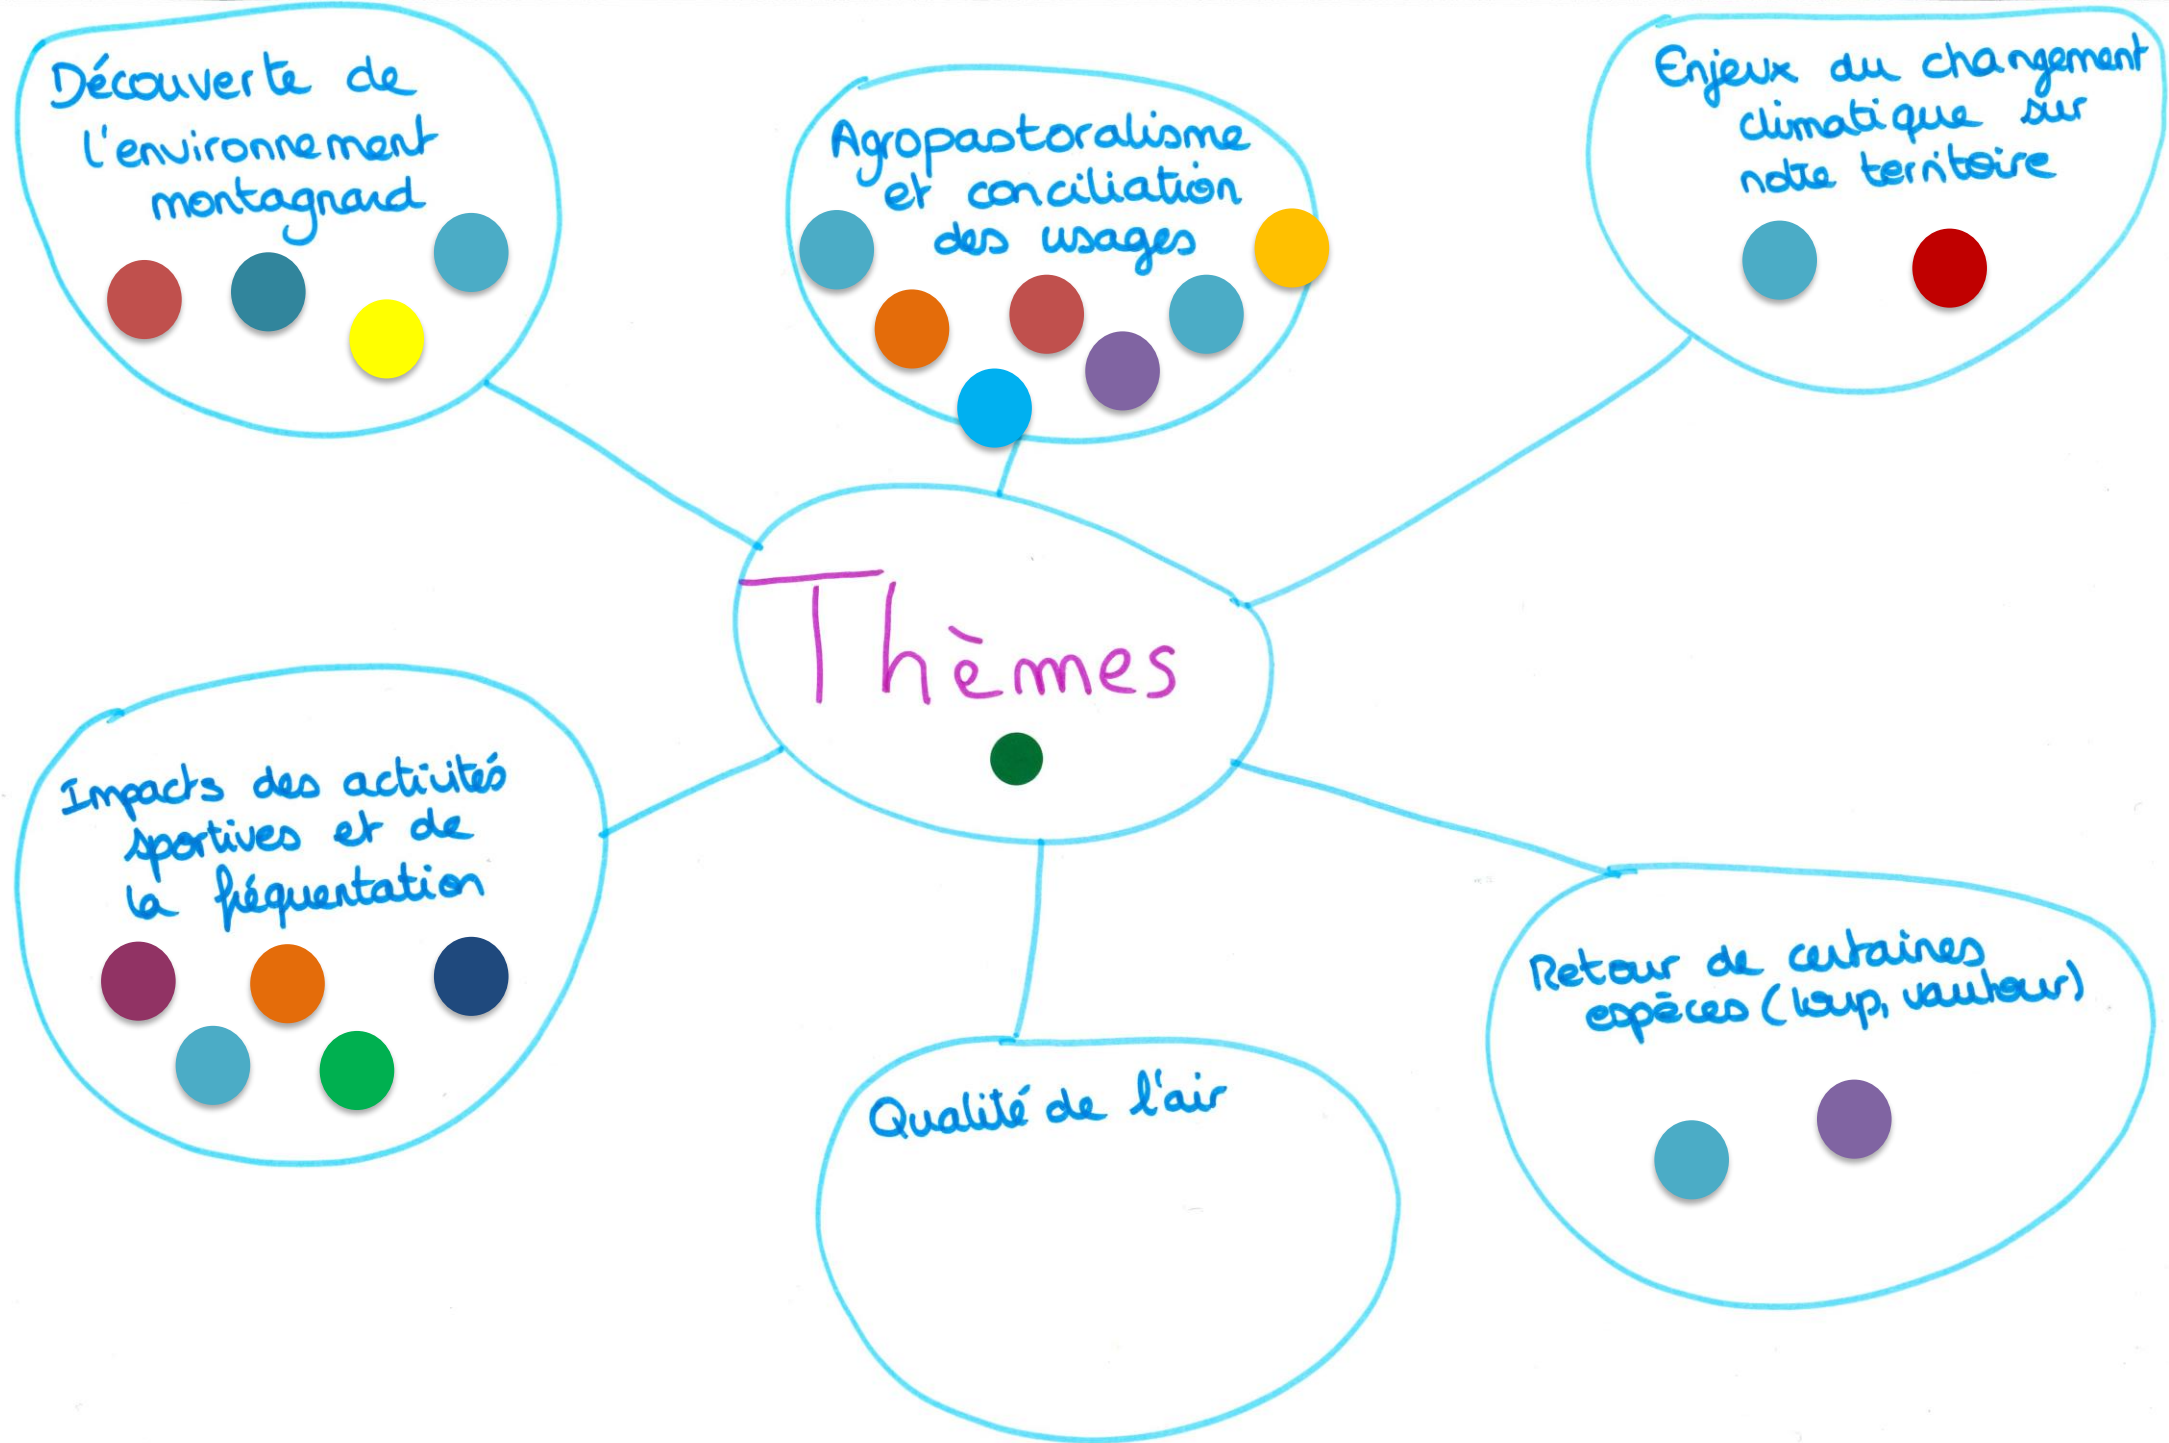 Découverte de
l'environnement
montagnard
Agropastoralisme
et conciliation
des usages
Enjeux du changement
climatique sur
notre territoire
Thèmes
Impacts des activités
sportives et de
la fréquentation
Qualité de l'air
Retour de certaines
espèces (loup, vautour)